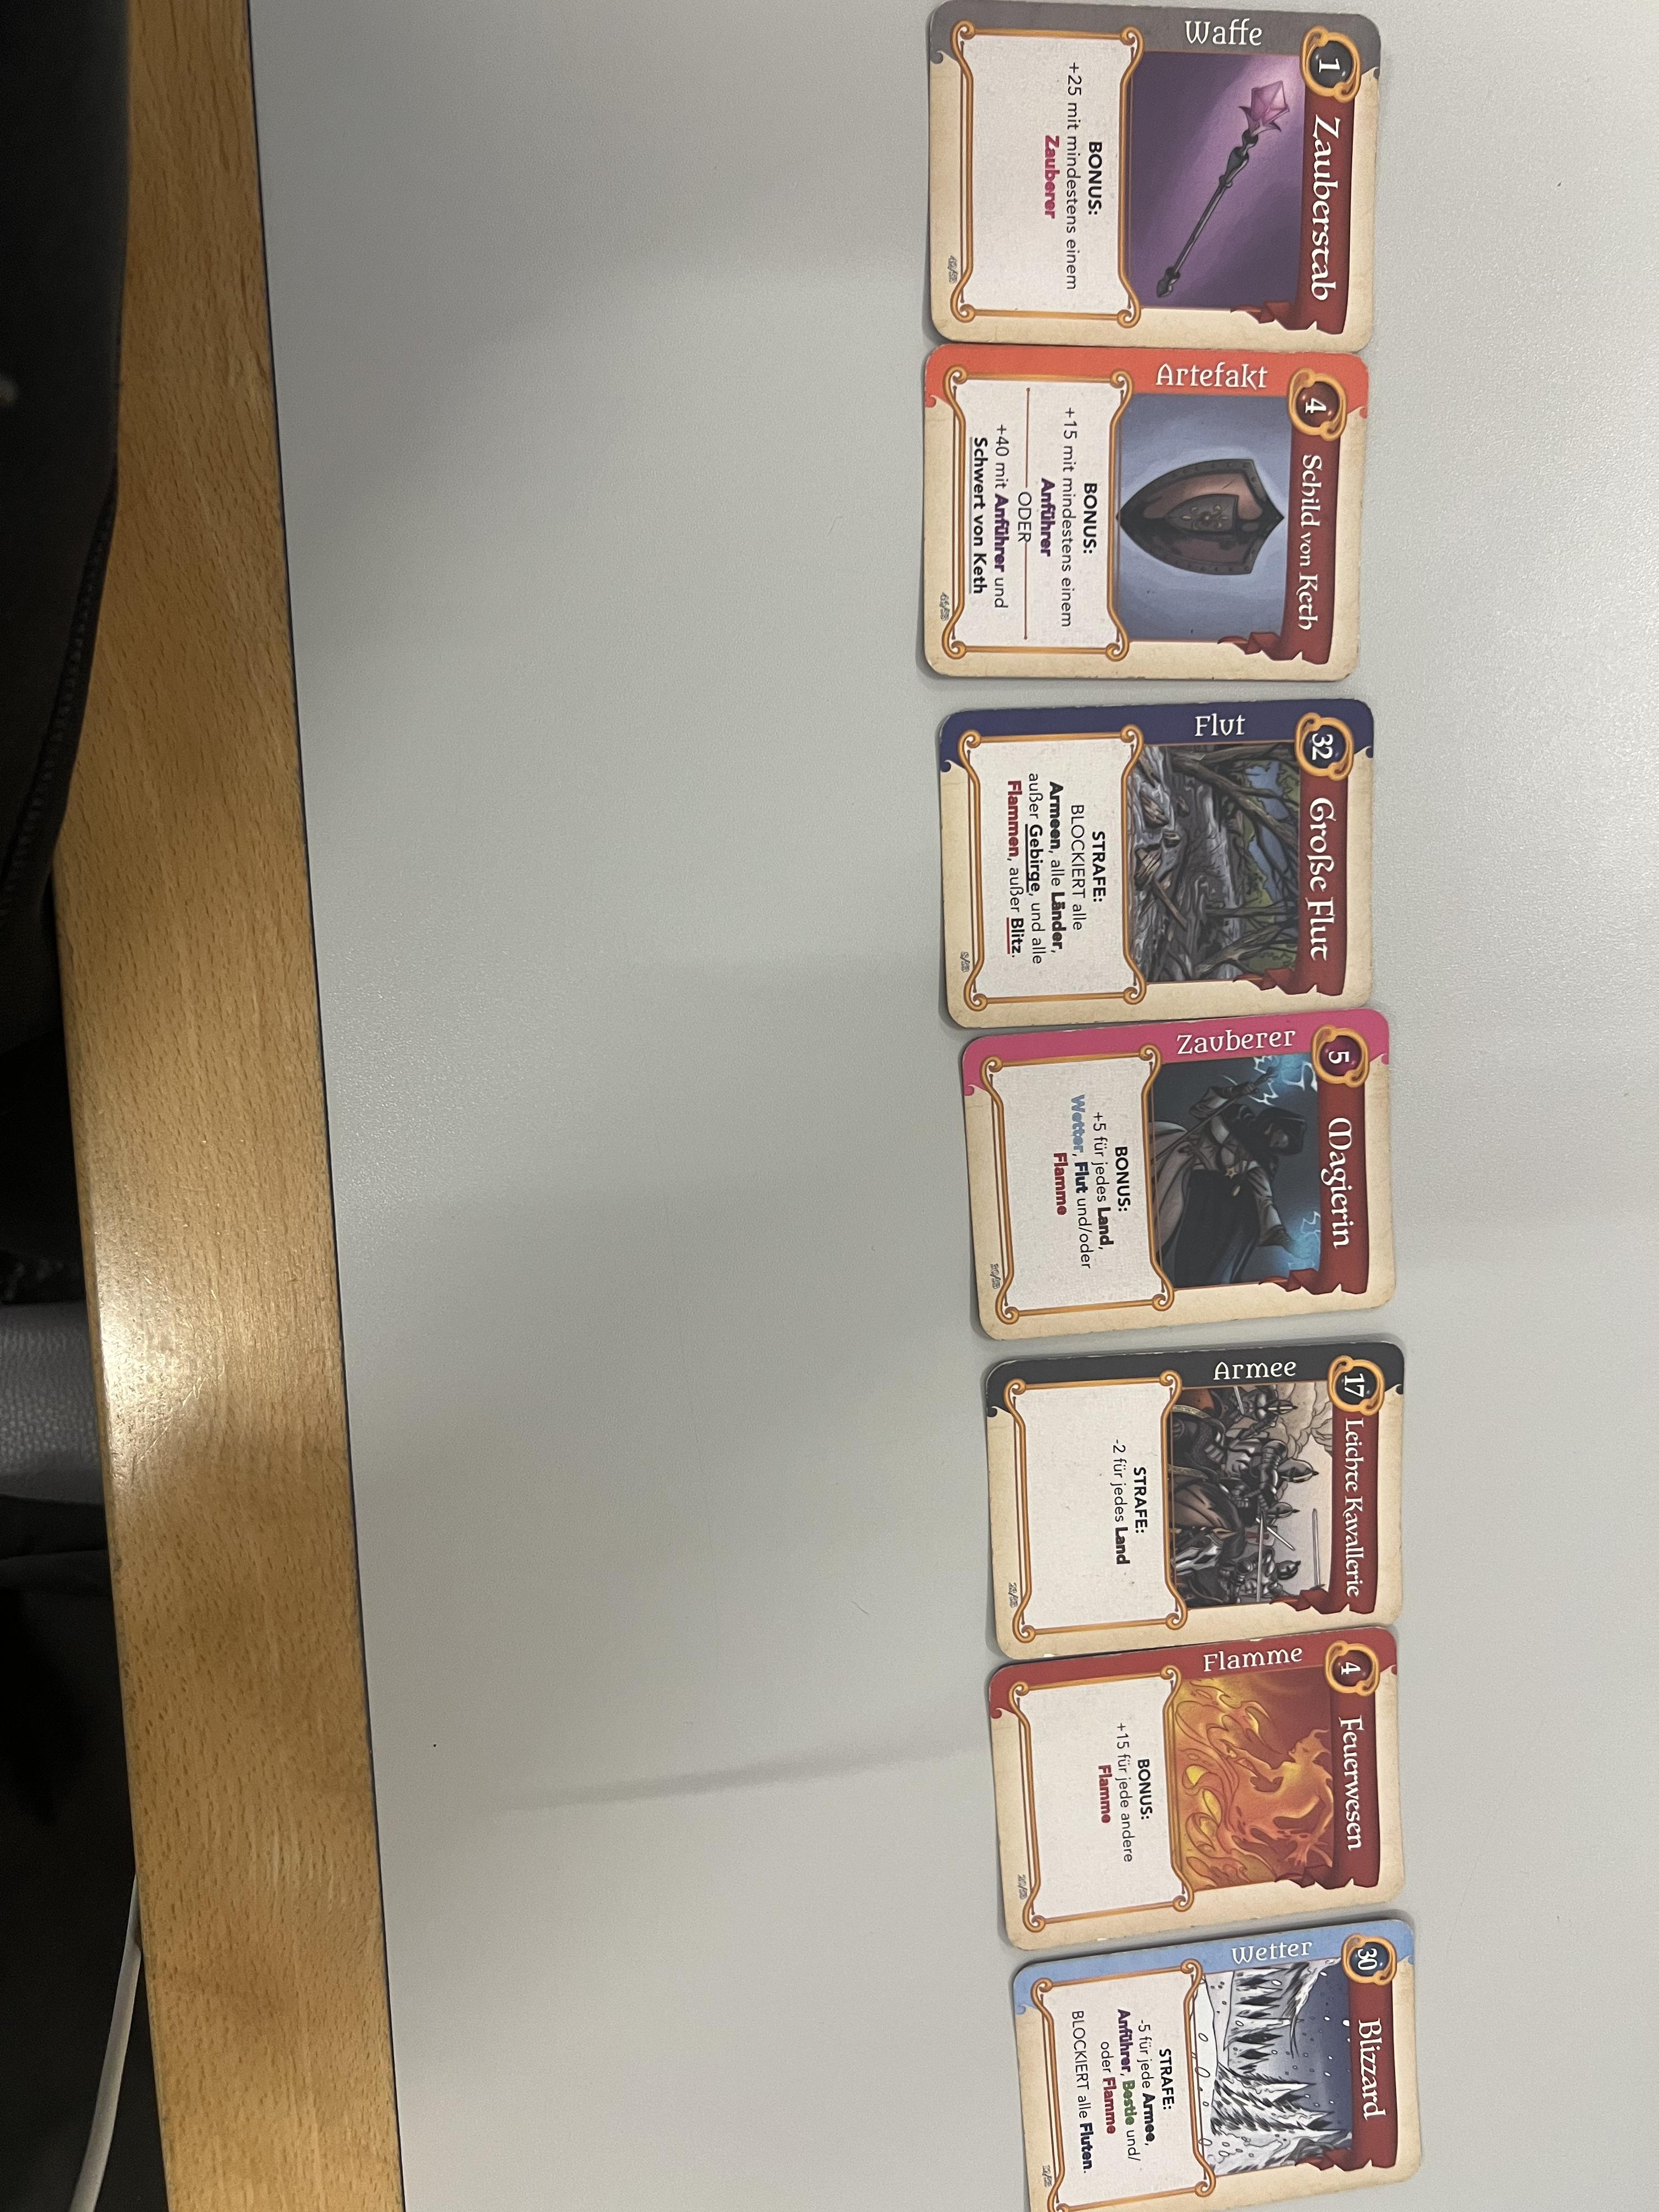 1
Zauberstab
Waffe
BONUS:
+25 mit mindestens einem
Zauberer
4
Schild von Keth
Artefakt
BONUS:
+15 mit mindestens einem
Anführer
ODER
+40 mit Anführer und
Schwert von Keth
32
Große Flut
Flut
STRAFE:
BLOCKIERT alle
Armeen, alle Länder,
außer Gebirge, und alle
Flammen, außer Blitz.
5
Magierin
Zauberer
BONUS:
+5 für jedes Land,
Wetter, Flut und/oder
Flamme
17
Leichte Kavallerie
Armee
STRAFE:
-2 für jedes Land
4
Feuerwesen
Flamme
BONUS:
+15 für jede andere
Flamme
30
Blizzard
Wetter
STRAFE:
-5 für jede Armee,
Anführer, Bestie und/
oder Flamme
BLOCKIERT alle Fluten.